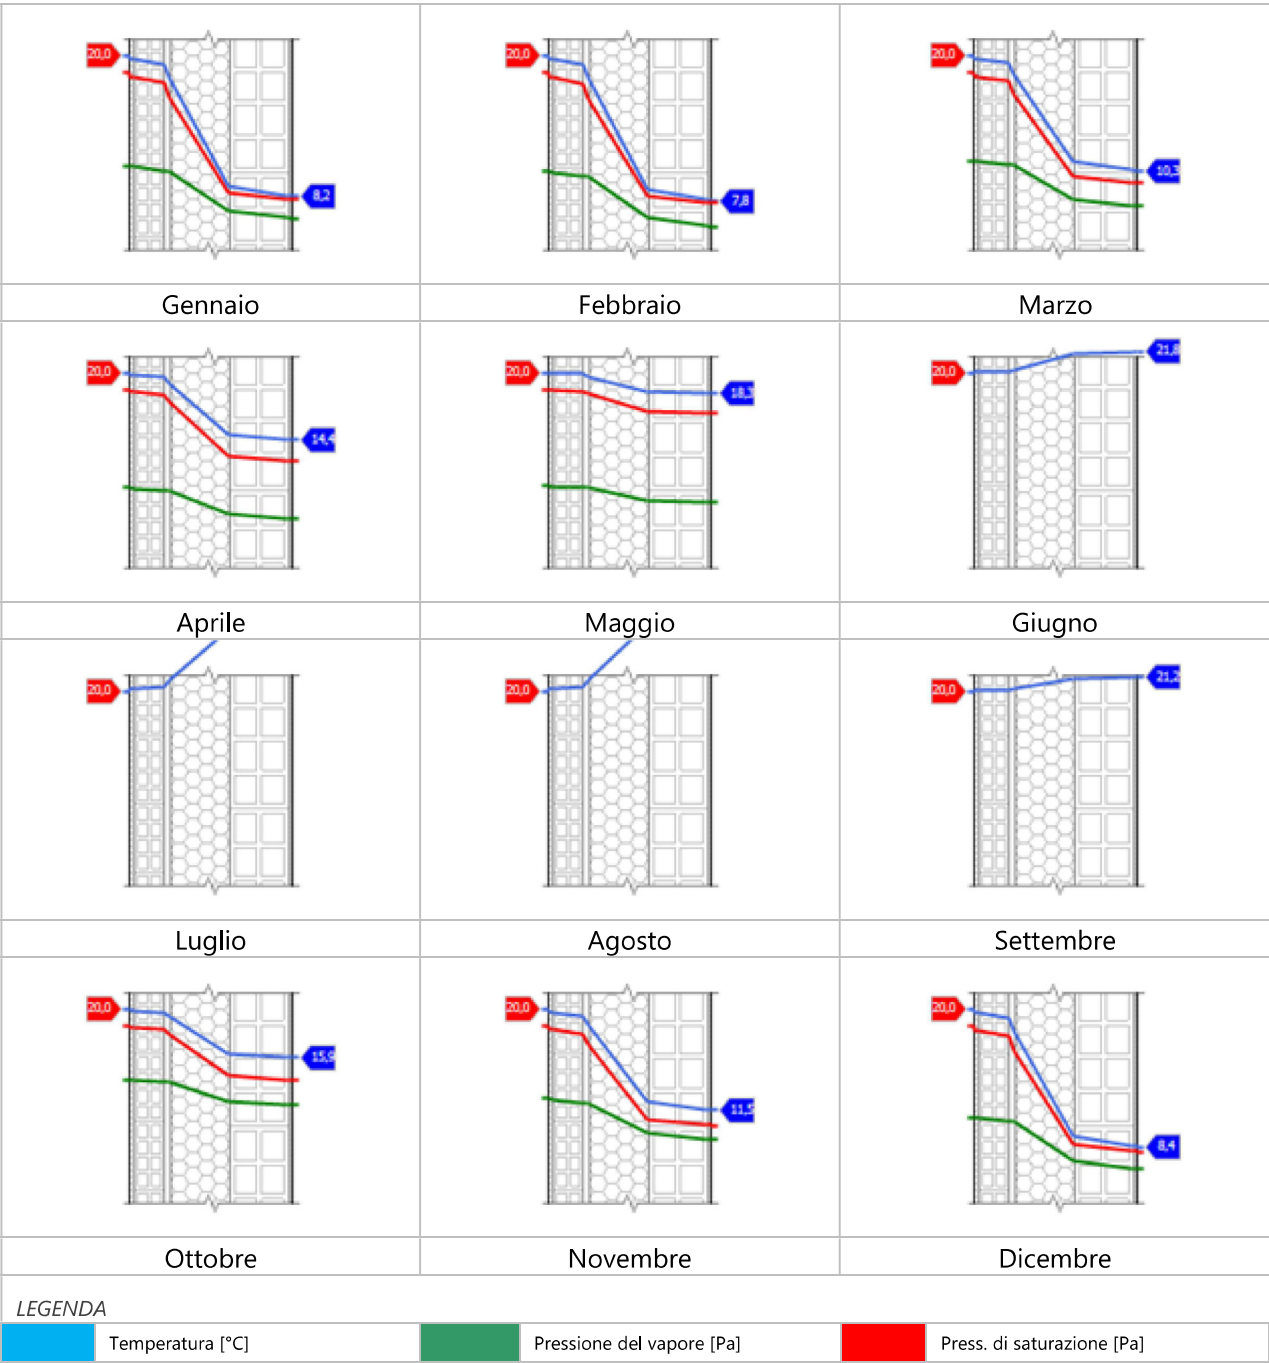 20,0 8,2
20,0 7,8
20,0 10,3
Gennaio
Febbraio
Marzo
20,0 14,4
20,0 18,3
20,0 21,8
Aprile
Maggio
Giugno
20,0
20,0
20,0 21,2
Luglio
Agosto
Settembre
20,0 15,9
20,0 11,5
20,0 8,4
Ottobre
Novembre
Dicembre
LEGENDA
Temperatura [°C]
Pressione del vapore [Pa]
Press. di saturazione [Pa]